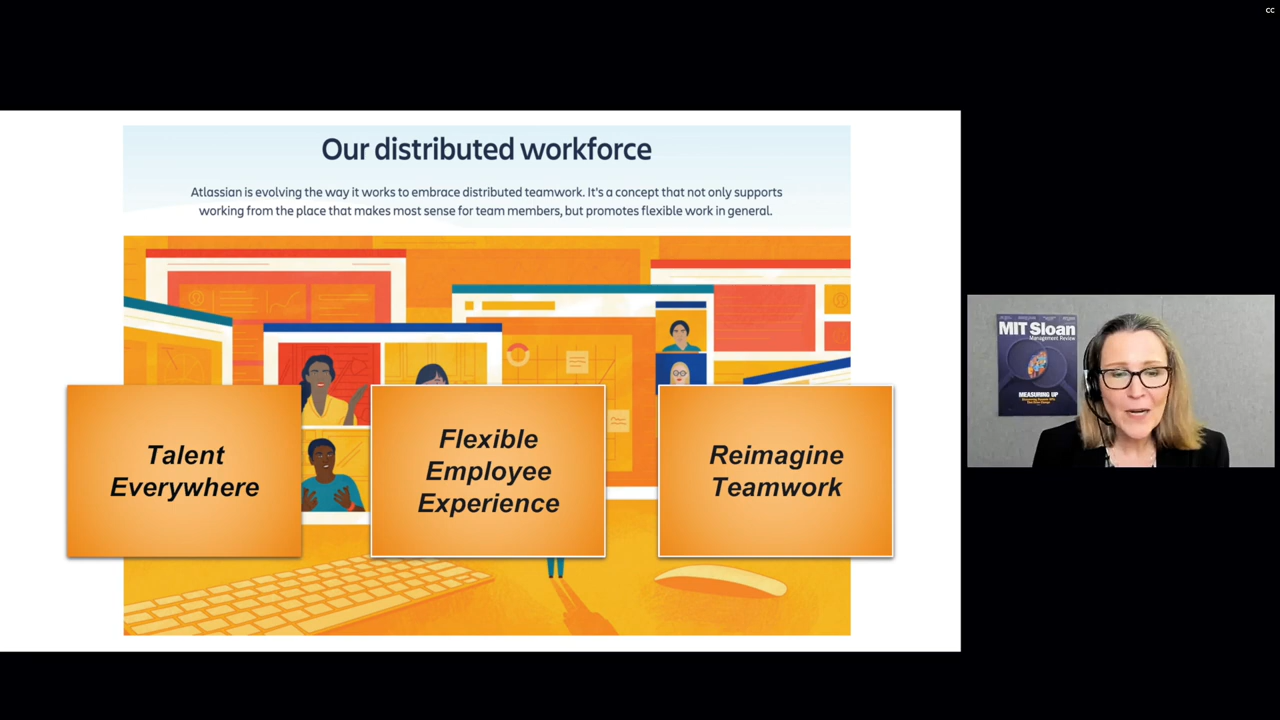 CC
Our distributed workforce
Atlassian is evolving the way it works to embrace distributed teamwork. It's a concept that not only supports
working from the place that makes most sense for team members, but promotes flexible work in general.
Talent
Everywhere
Flexible
Employee
Experience
Reimagine
Teamwork
MIT Sloan
Management Review
MEASURING UP